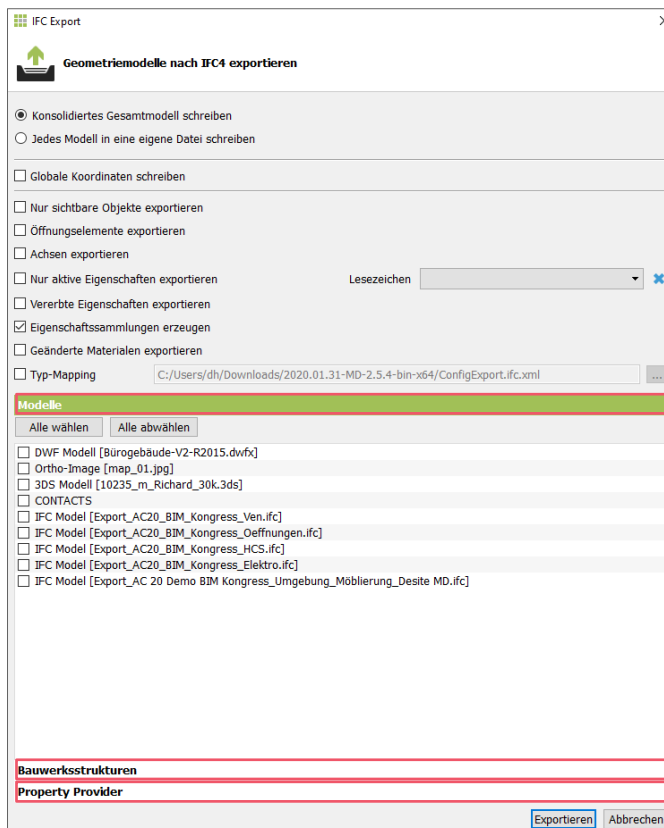 IFC Export
Geometriemodelle nach IFC4 exportieren
Konsolidiertes Gesamtmodell schreiben
Jedes Modell in eine eigene Datei schreiben
Globale Koordinaten schreiben
Nur sichtbare Objekte exportieren
Öffnungselemente exportieren
Achsen exportieren
Nur aktive Eigenschaften exportieren Lesezeichen
Vererbte Eigenschaften exportieren
Eigenschaftssammlungen erzeugen
Geänderte Materialen exportieren
Typ-Mapping C:/Users/dh/Downloads/2020.01.31-MD-2.5.4-bin-x64/ConfigExport.ifc.xml ...
Modelle
Alle wählen Alle abwählen
DWF Modell [Bürogebäude-V2-R2015.dwfx]
Ortho-Image [map_01.jpg]
3DS Modell [10235_m_Richard_30k.3ds]
CONTACTS
IFC Model [Export_AC20_BIM_Kongress_Ven.ifc]
IFC Model [Export_AC20_BIM_Kongress_Oeffnungen.ifc]
IFC Model [Export_AC20_BIM_Kongress_HCS.ifc]
IFC Model [Export_AC20_BIM_Kongress_Elektro.ifc]
IFC Model [Export_AC 20 Demo BIM Kongress_Umgebung_Möblierung_Desite MD.ifc]
Bauwerksstrukturen
Property Provider
Exportieren Abbrechen